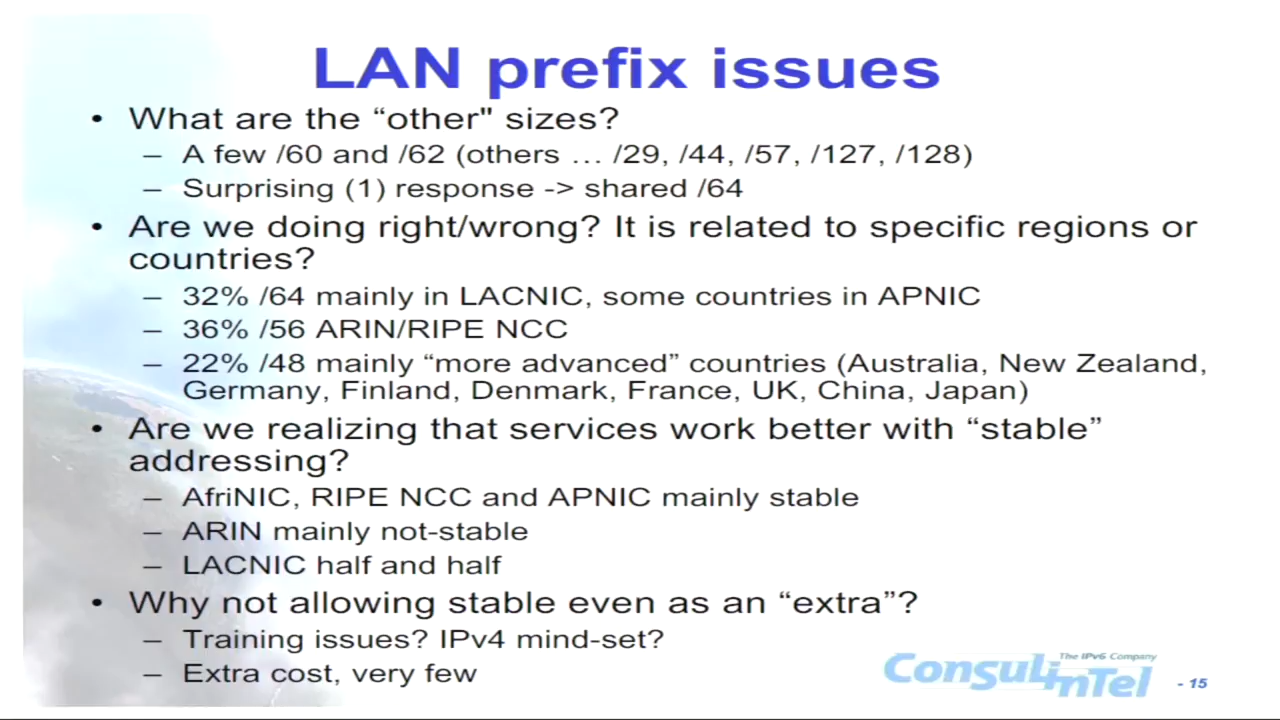 LAN prefix issues
• What are the “other" sizes?
– A few /60 and /62 (others … /29, /44, /57, /127, /128)
– Surprising (1) response -> shared /64
• Are we doing right/wrong? It is related to specific regions or
countries?
– 32% /64 mainly in LACNIC, some countries in APNIC
– 36% /56 ARIN/RIPE NCC
– 22% /48 mainly “more advanced” countries (Australia, New Zealand,
Germany, Finland, Denmark, France, UK, China, Japan)
• Are we realizing that services work better with “stable”
addressing?
– AfriNIC, RIPE NCC and APNIC mainly stable
– ARIN mainly not-stable
– LACNIC half and half
• Why not allowing stable even as an “extra”?
– Training issues? IPv4 mind-set?
– Extra cost, very few
The IPv6 Company
Consulintel
- 15